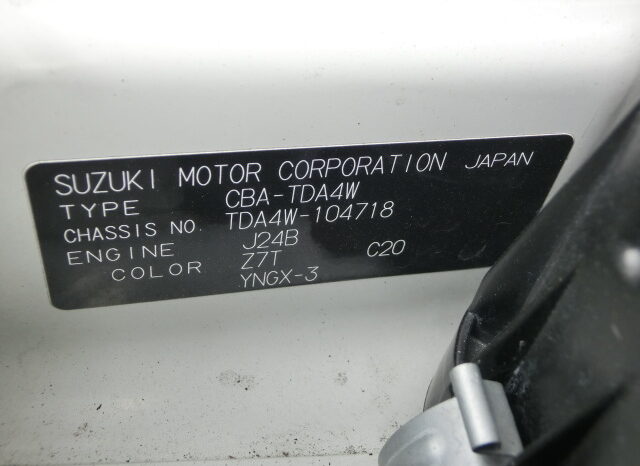 SUZUKI MOTOR CORPORATION JAPAN
TYPE CBA-TDA4W
CHASSIS NO. TDA4W-104718
ENGINE J24B
COLOR Z7T C20
YNGX-3